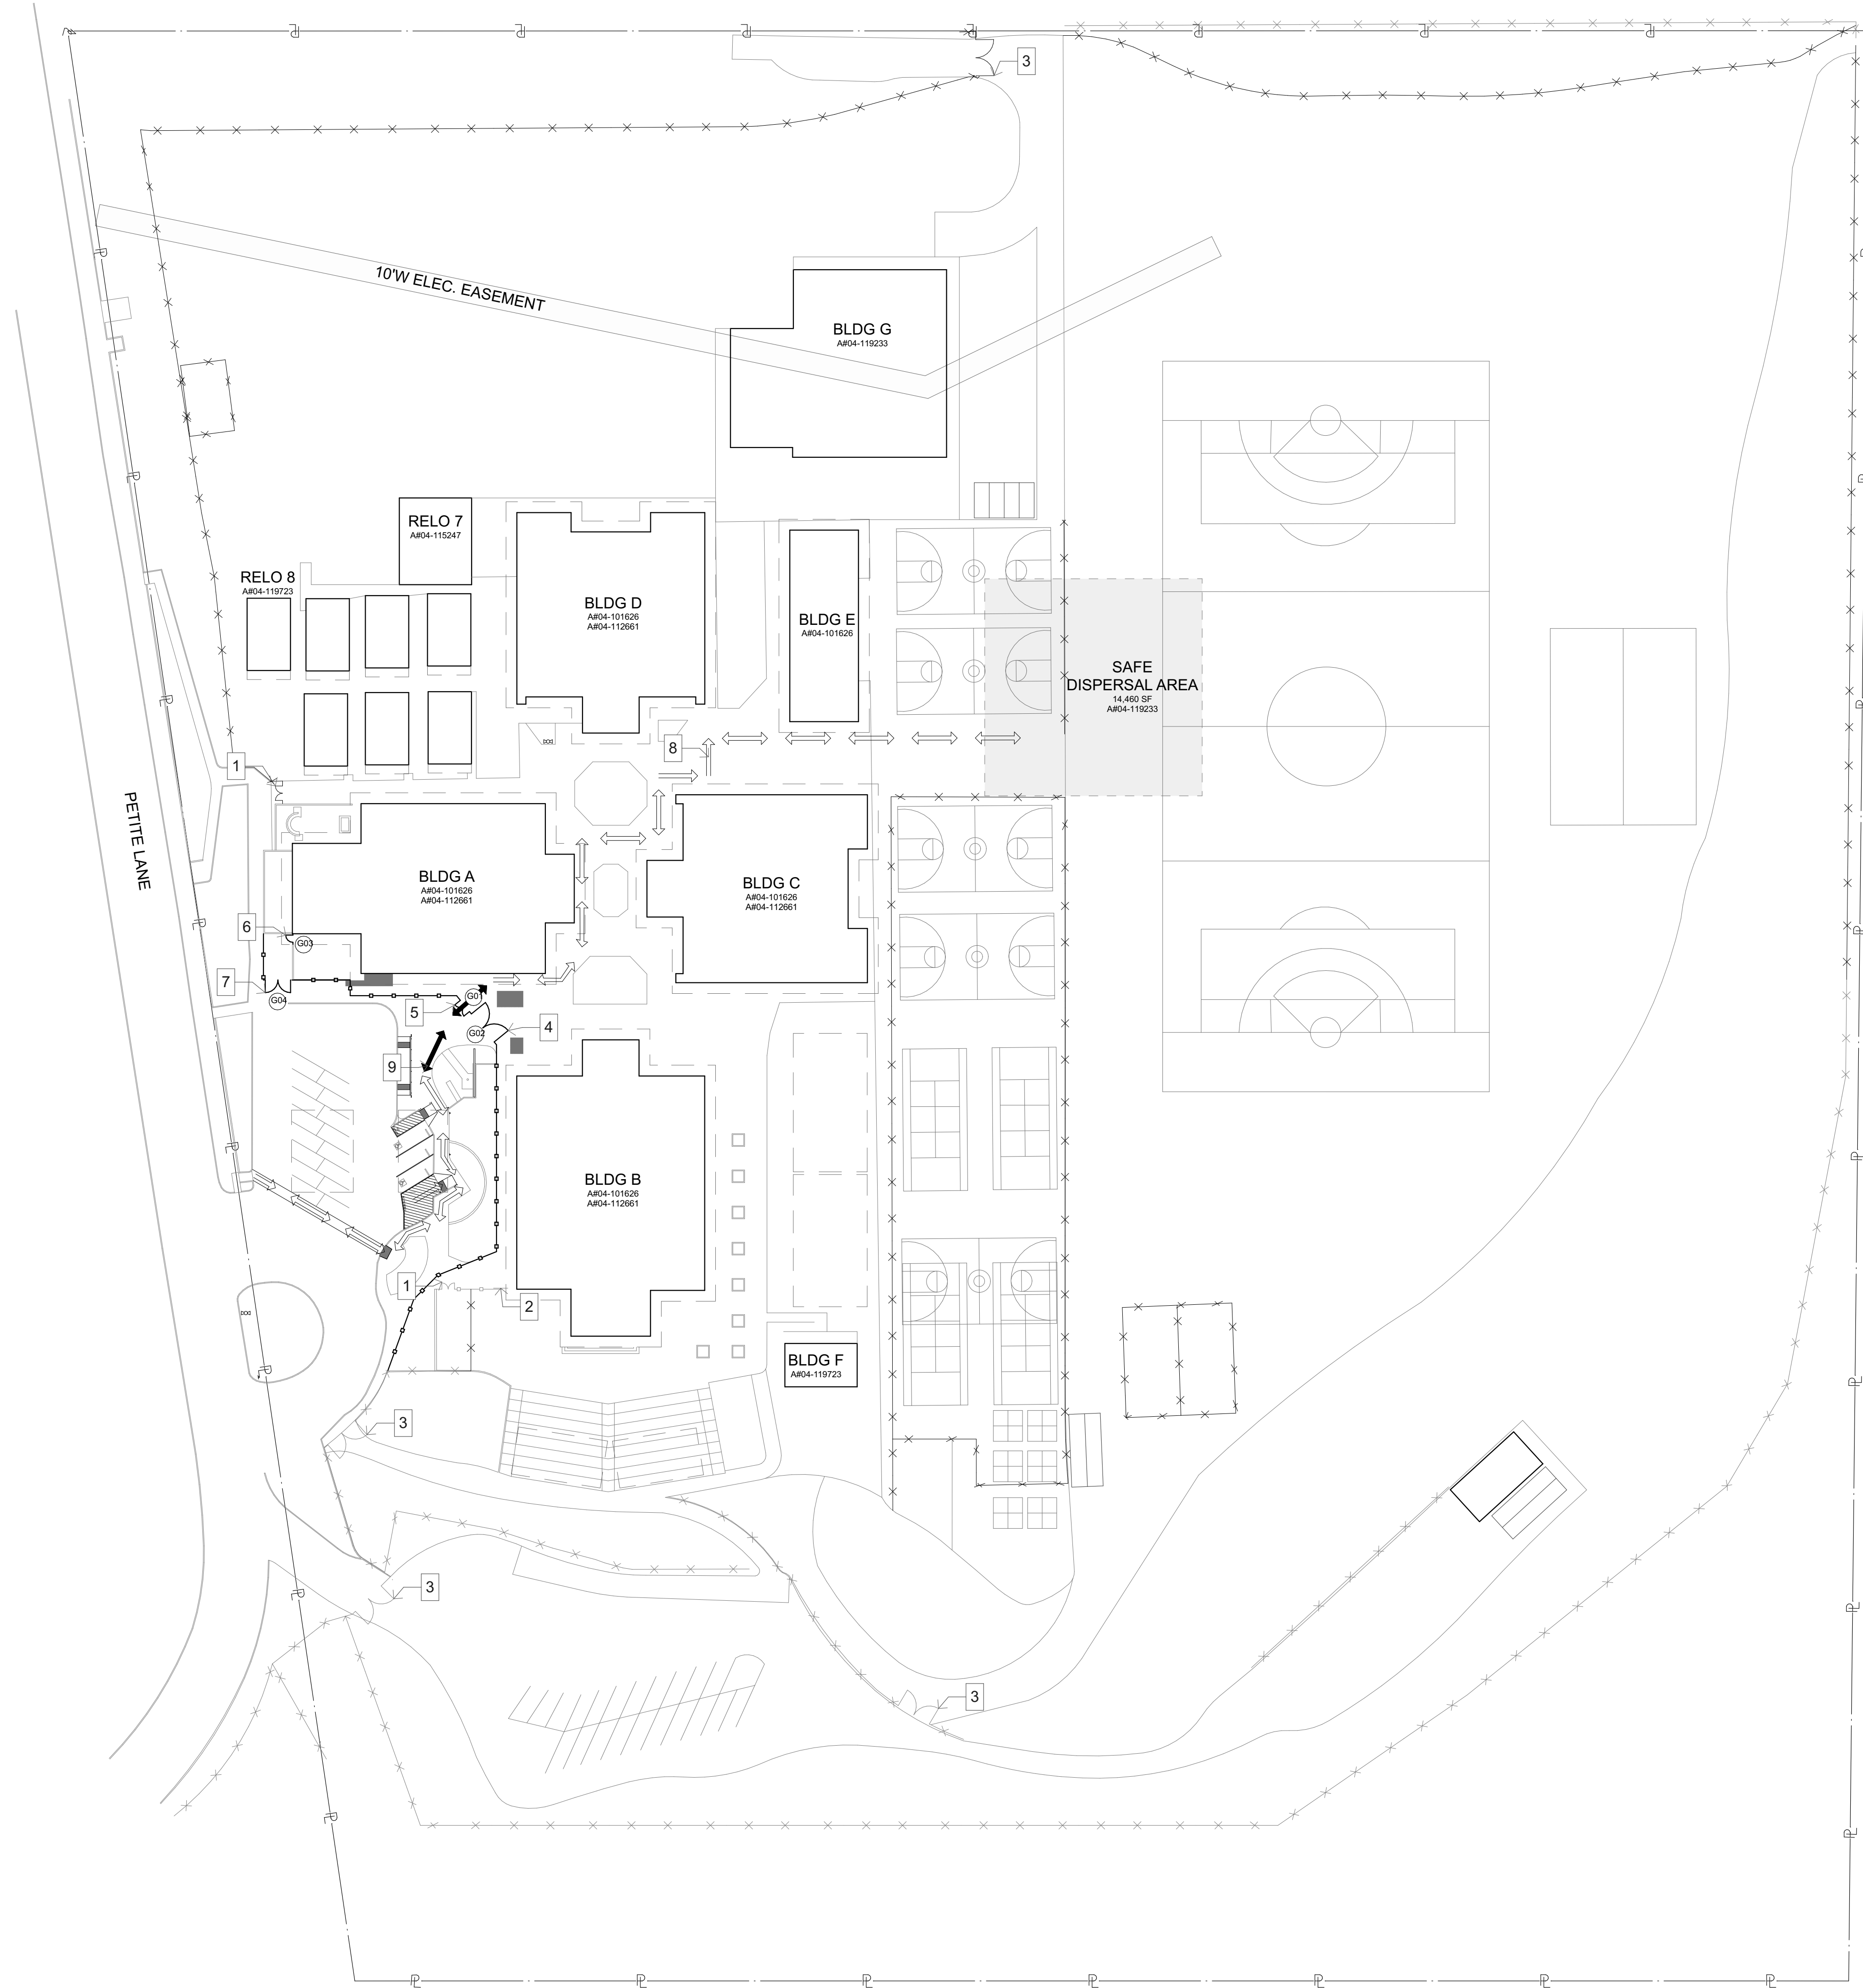 3
10'W ELEC. EASEMENT
BLDG G
A#04-119233
RELO 7
A#04-115247
RELO 8
A#04-119723
BLDG D
A#04-101626
A#04-112661
BLDG E
A#04-101626
SAFE
DISPERSAL AREA
14,460 SF
A#04-119233
8
1
PETITE LANE
BLDG A
A#04-101626
A#04-112661
BLDG C
A#04-101626
A#04-112661
6
G03
7
G04
5
G01
G02
4
9
BLDG B
A#04-101626
A#04-112661
1
2
BLDG F
A#04-119723
3
3
3